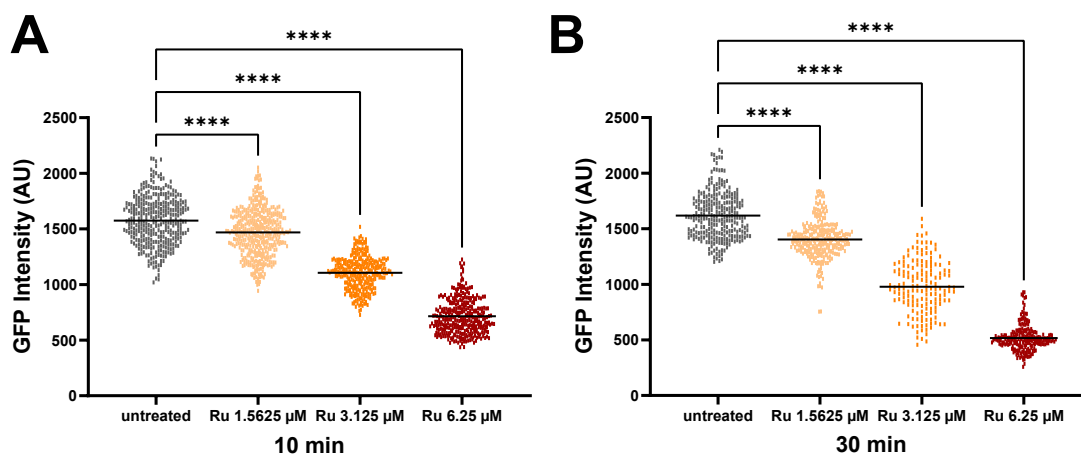 A
****
****
****
GFP Intensity (AU)
2500
2000
1500
1000
500
0
untreated Ru 1.5625 µM Ru 3.125 µM Ru 6.25 µM
10 min
B
****
****
****
GFP Intensity (AU)
2500
2000
1500
1000
500
0
untreated Ru 1.5625 µM Ru 3.125 µM Ru 6.25 µM
30 min